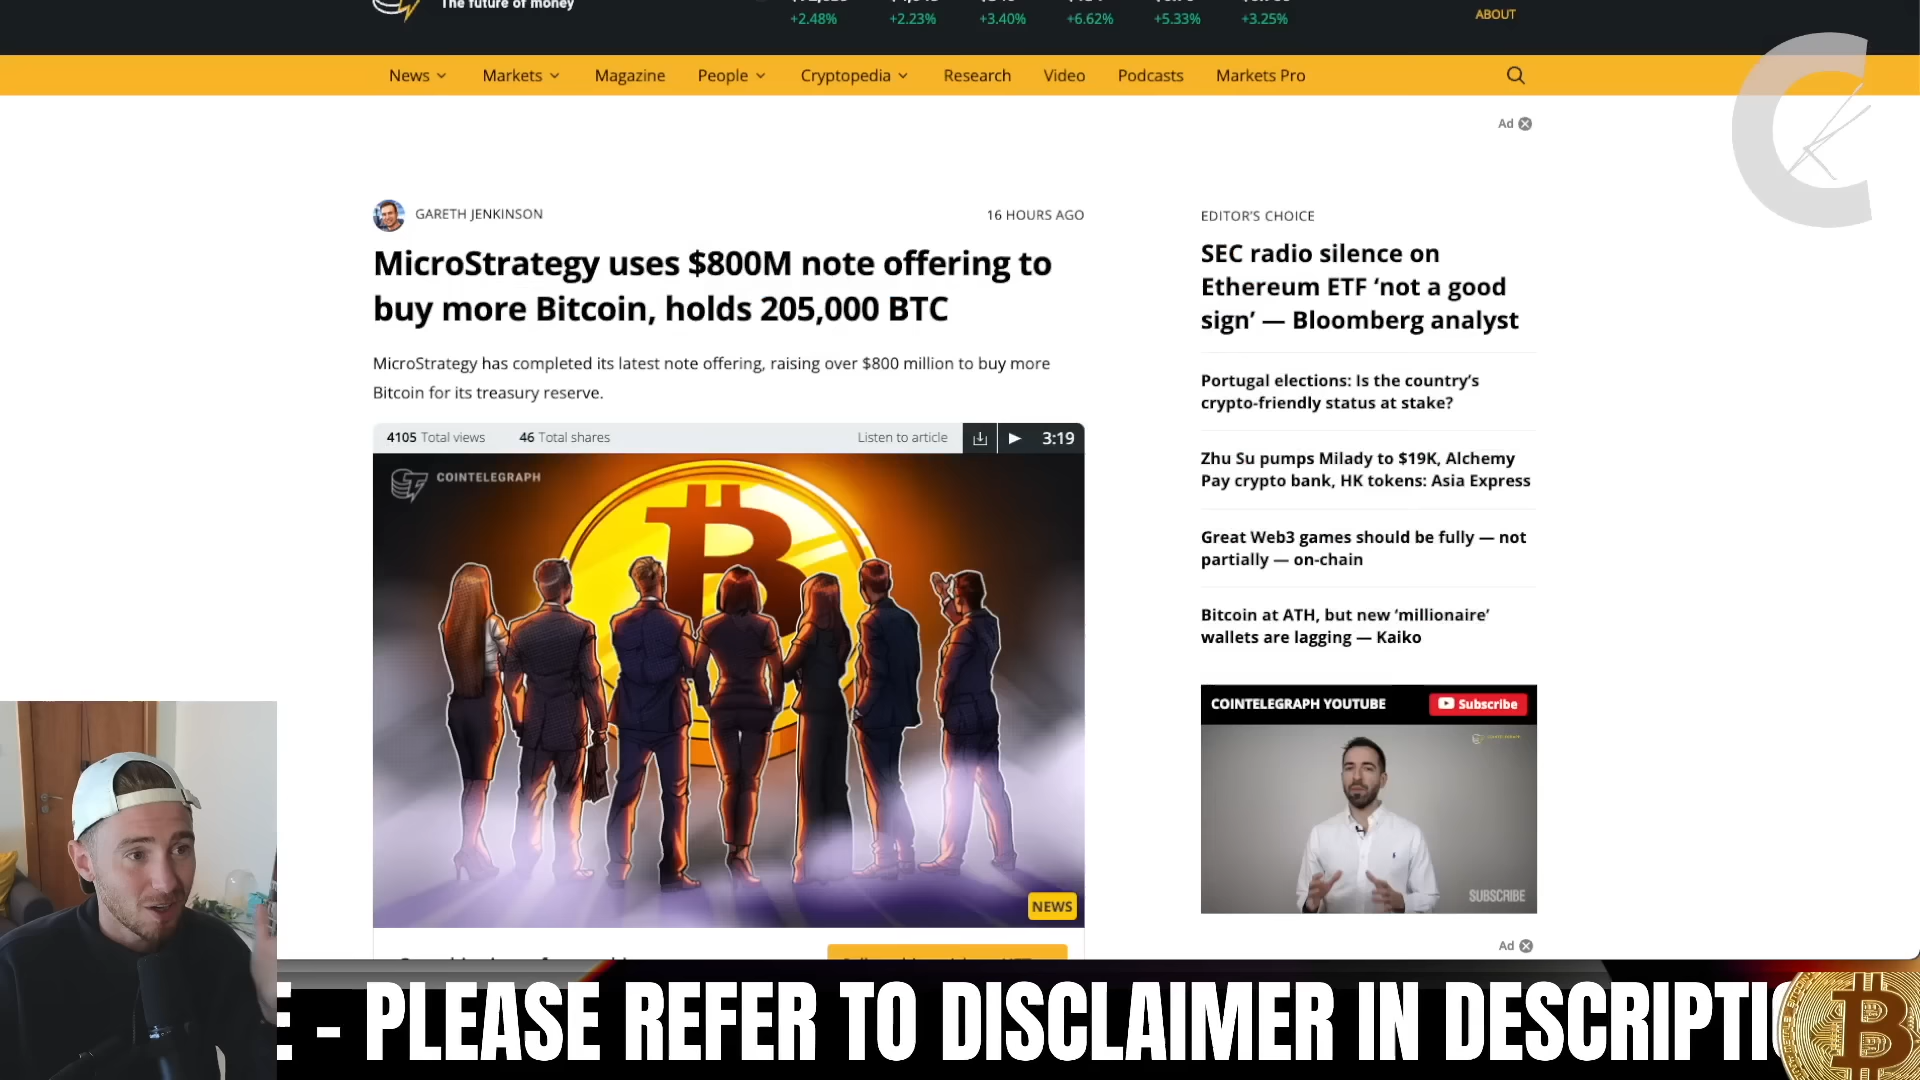 The future of money
+2.48%
+2.23%
+3.40%
+6.62%
+5.33%
+3.25%
ABOUT
News
Markets
Magazine
People
Cryptopedia
Research
Video
Podcasts
Markets Pro
Ad
GARETH JENKINSON
16 HOURS AGO
MicroStrategy uses $800M note offering to
buy more Bitcoin, holds 205,000 BTC
MicroStrategy has completed its latest note offering, raising over $800 million to buy more
Bitcoin for its treasury reserve.
4105 Total views
46 Total shares
Listen to article
3:19
COINTELEGRAPH
NEWS
EDITOR'S CHOICE
SEC radio silence on
Ethereum ETF ‘not a good
sign’ — Bloomberg analyst
Portugal elections: Is the country’s
crypto-friendly status at stake?
Zhu Su pumps Milady to $19K, Alchemy
Pay crypto bank, HK tokens: Asia Express
Great Web3 games should be fully — not
partially — on-chain
Bitcoin at ATH, but new ‘millionaire’
wallets are lagging — Kaiko
COINTELEGRAPH YOUTUBE
Subscribe
SUBSCRIBE
Ad
E - PLEASE REFER TO DISCLAIMER IN DESCRIPTI